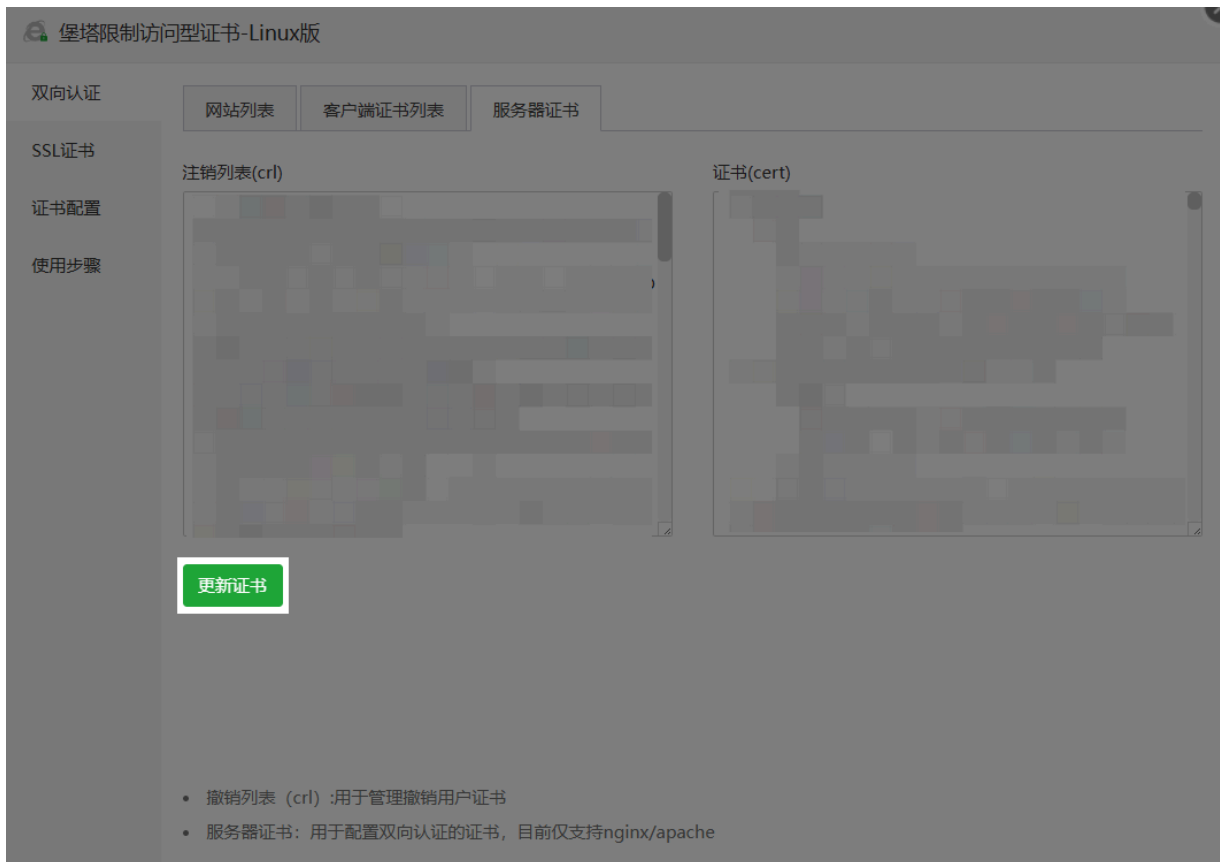 堡塔限制访问型证书-Linux版
双向认证
SSL证书
证书配置
使用步骤
网站列表
客户端证书列表
服务器证书
注销列表(crl)
证书(cert)
更新证书
撤销列表（crl）:用于管理撤销用户证书
服务器证书：用于配置双向认证的证书，目前仅支持nginx/apache